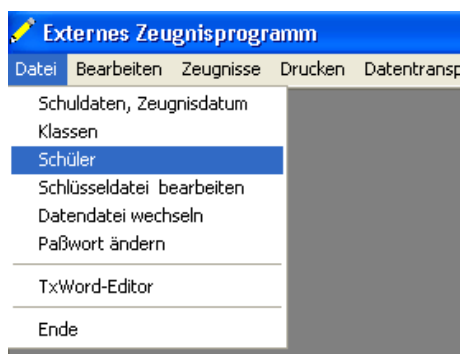 Externes Zeugnisprogramm
Datei Bearbeiten Zeugnisse Drucken Datentransp
Schuldaten, Zeugnisdatum
Klassen
Schüler
Schlüsseldatei bearbeiten
Datendatei wechseln
Paßwort ändern
TxWord-Editor
Ende